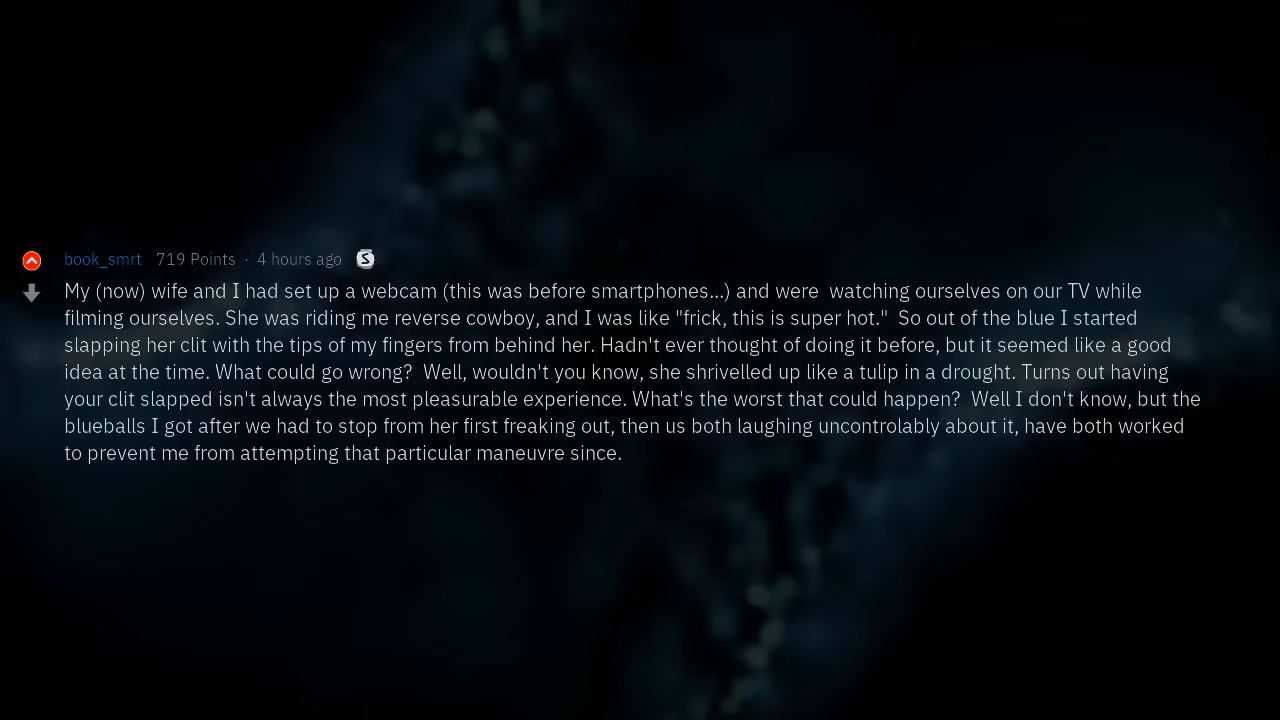 book_smrt 719 Points · 4 hours ago S
My (now) wife and I had set up a webcam (this was before smartphones...) and were  watching ourselves on our TV while
filming ourselves. She was riding me reverse cowboy, and I was like "frick, this is super hot."  So out of the blue I started
slapping her clit with the tips of my fingers from behind her. Hadn't ever thought of doing it before, but it seemed like a good
idea at the time. What could go wrong?  Well, wouldn't you know, she shrivelled up like a tulip in a drought. Turns out having
your clit slapped isn't always the most pleasurable experience. What's the worst that could happen?  Well I don't know, but the
blueballs I got after we had to stop from her first freaking out, then us both laughing uncontrolably about it, have both worked
to prevent me from attempting that particular maneuvre since.